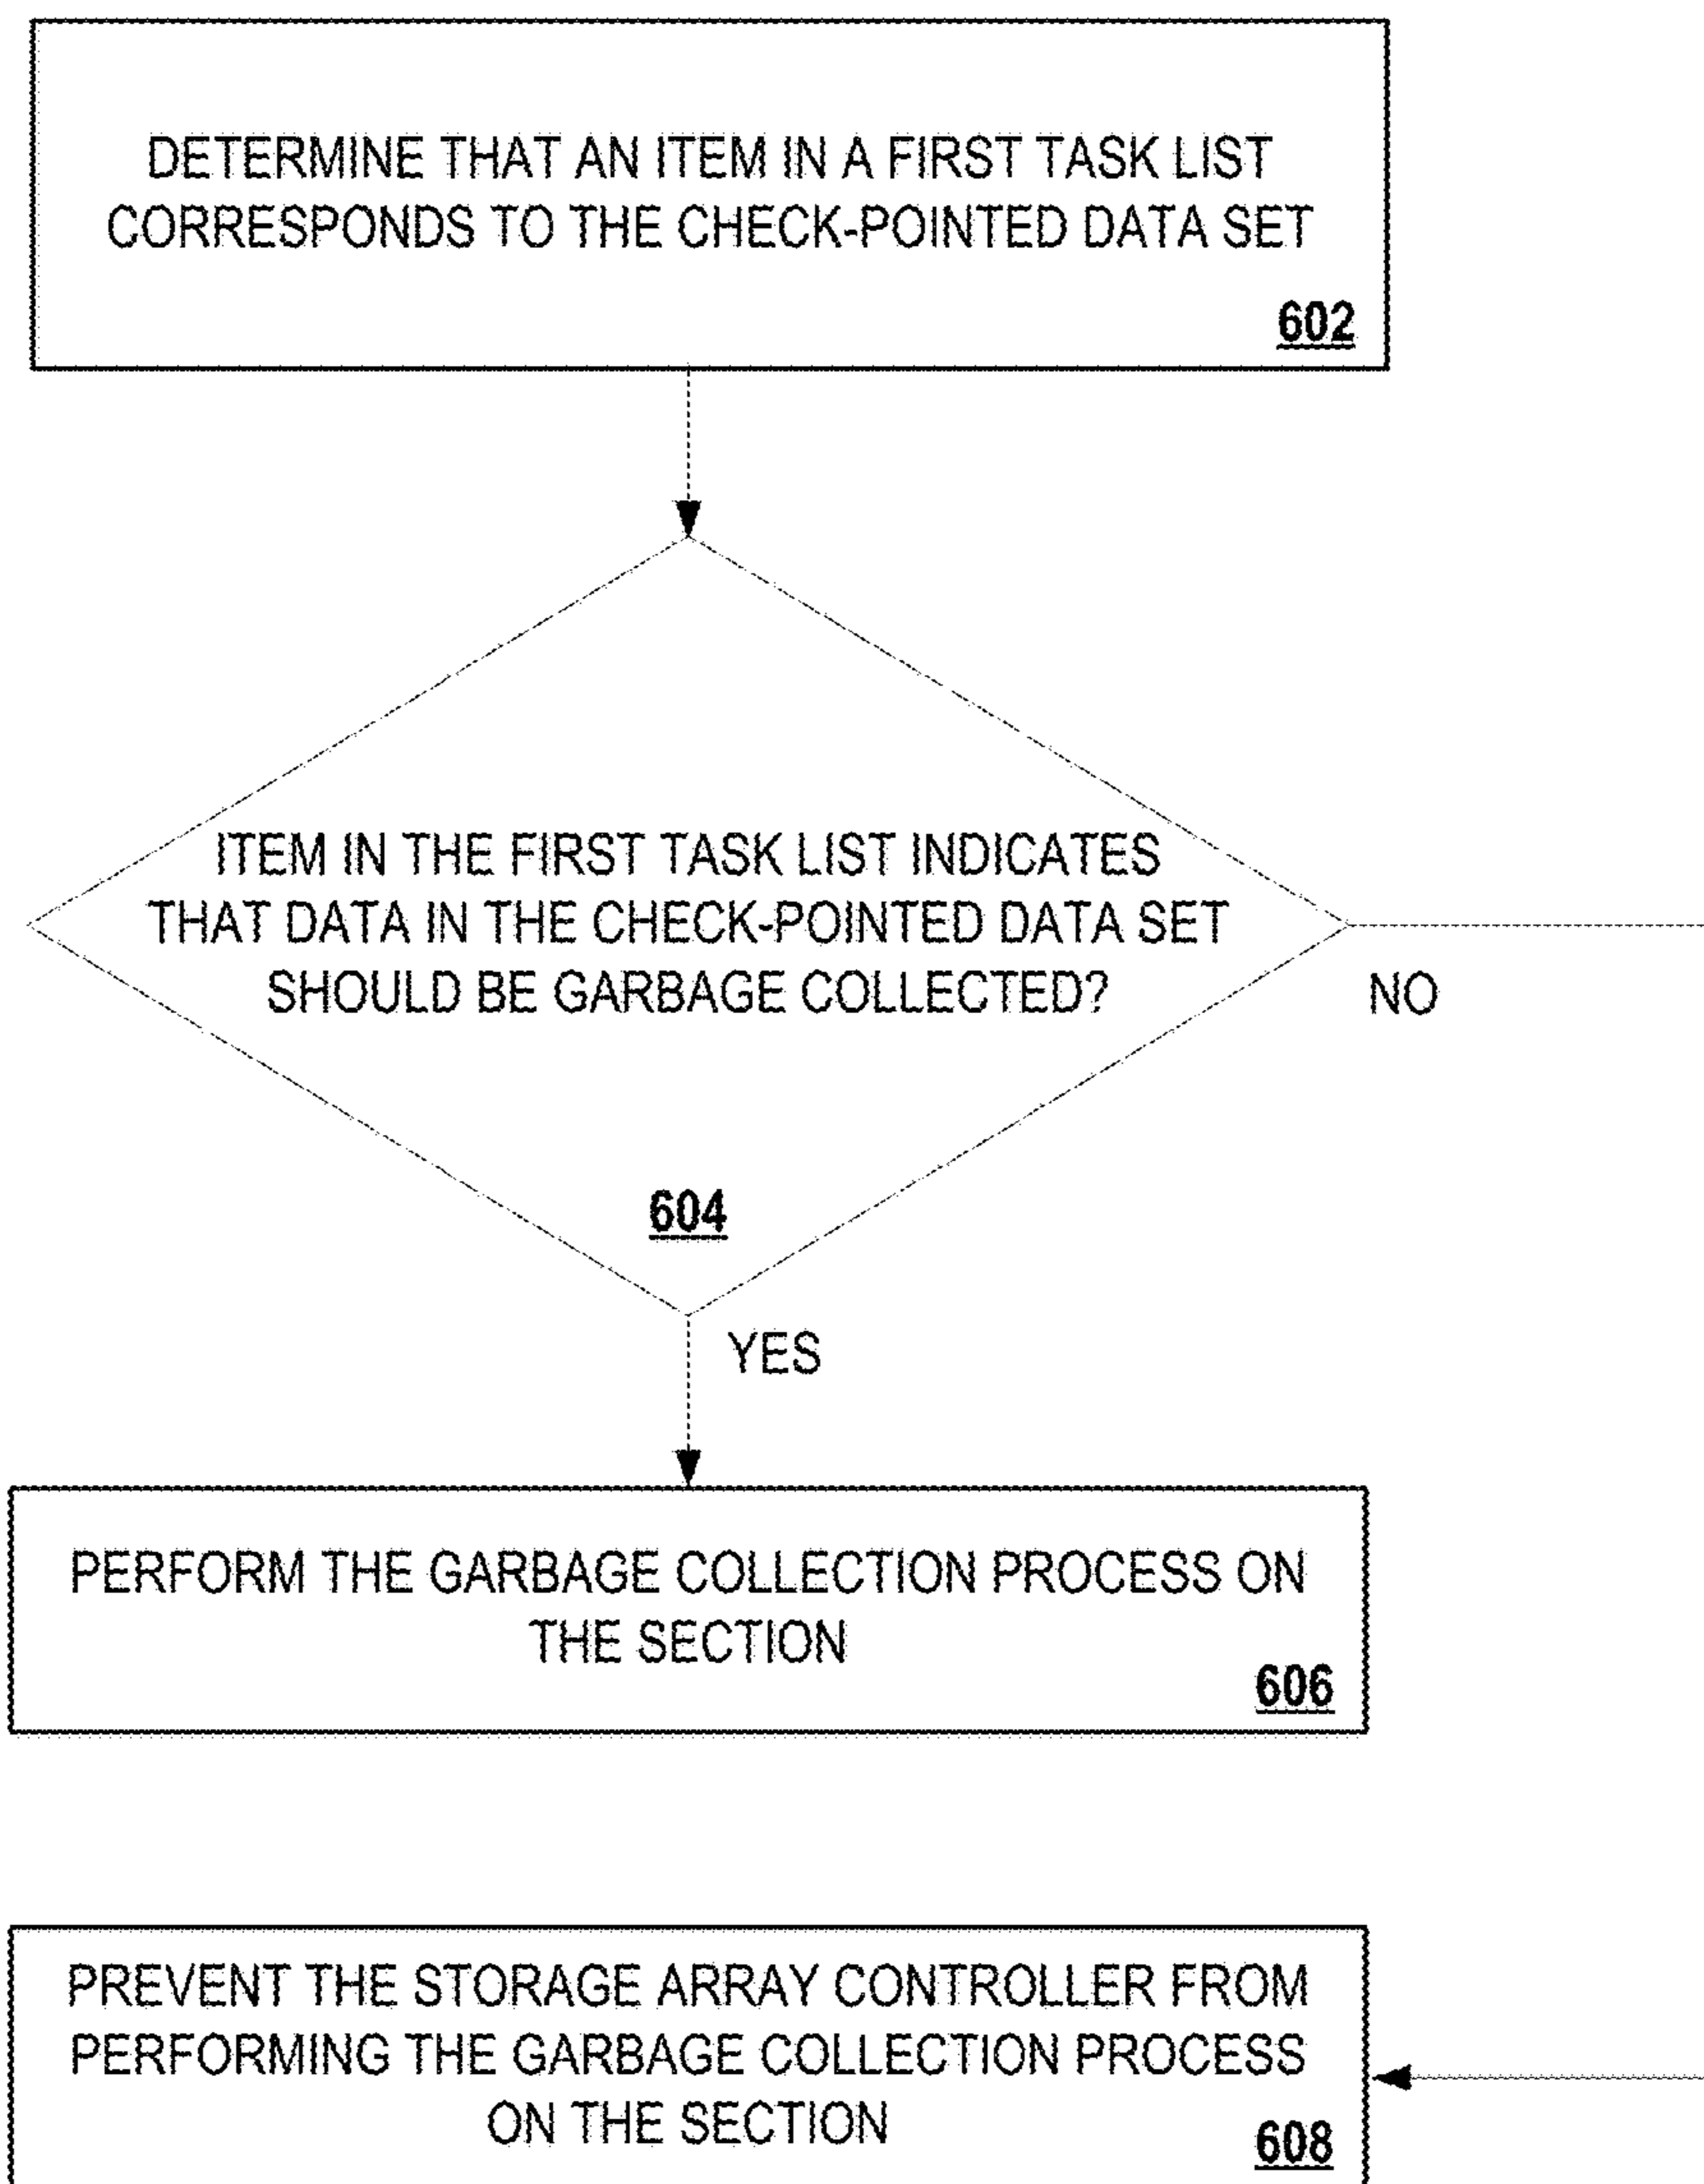 DETERMINE THAT AN ITEM IN A FIRST TASK LIST
CORRESPONDS TO THE CHECK-POINTED DATA SET
602
ITEM IN THE FIRST TASK LIST INDICATES
THAT DATA IN THE CHECK-POINTED DATA SET
SHOULD BE GARBAGE COLLECTED?
NO
604
YES
PERFORM THE GARBAGE COLLECTION PROCESS ON
THE SECTION
606
PREVENT THE STORAGE ARRAY CONTROLLER FROM
PERFORMING THE GARBAGE COLLECTION PROCESS
ON THE SECTION
608